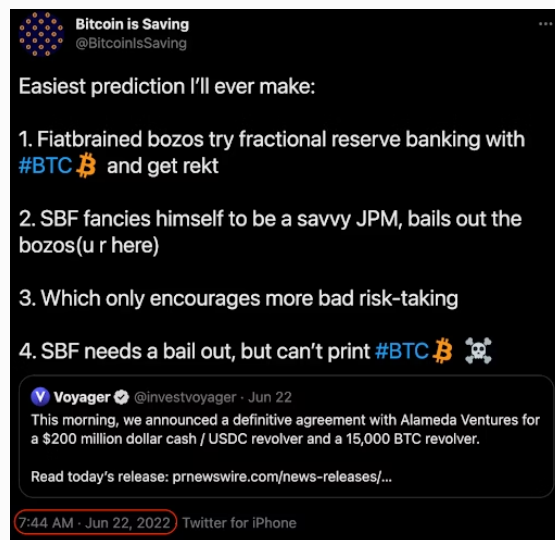 Bitcoin is Saving
@BitcoinIsSaving
Easiest prediction I'll ever make:
1. Fiatbrained bozos try fractional reserve banking with
#BTC and get rekt
2. SBF fancies himself to be a savvy JPM, bails out the
bozos(u r here)
3. Which only encourages more bad risk-taking
4. SBF needs a bail out, but can't print #BTC ☠️
Voyager @investvoyager · Jun 22
This morning, we announced a definitive agreement with Alameda Ventures for
a $200 million dollar cash / USDC revolver and a 15,000 BTC revolver.
Read today's release: prnewswire.com/news-releases/...
7:44 AM · Jun 22, 2022 Twitter for iPhone